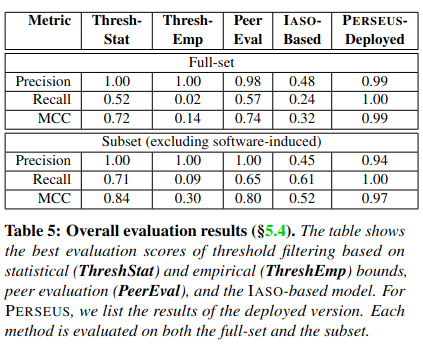 Metric Thresh-Stat Thresh-Emp Peer Eval IASO-Based PERSEUS-Deployed
Full-set
Precision 1.00 1.00 0.98 0.48 0.99
Recall 0.52 0.02 0.57 0.24 1.00
MCC 0.72 0.14 0.74 0.32 0.99
Subset (excluding software-induced)
Precision 1.00 1.00 1.00 0.45 0.94
Recall 0.71 0.09 0.65 0.61 1.00
MCC 0.84 0.30 0.80 0.52 0.97
Table 5: Overall evaluation results (§5.4). The table shows
the best evaluation scores of threshold filtering based on
statistical (ThreshStat) and empirical (ThreshEmp) bounds,
peer evaluation (PeerEval), and the IASO-based model. For
PERSEUS, we list the results of the deployed version. Each
method is evaluated on both the full-set and the subset.